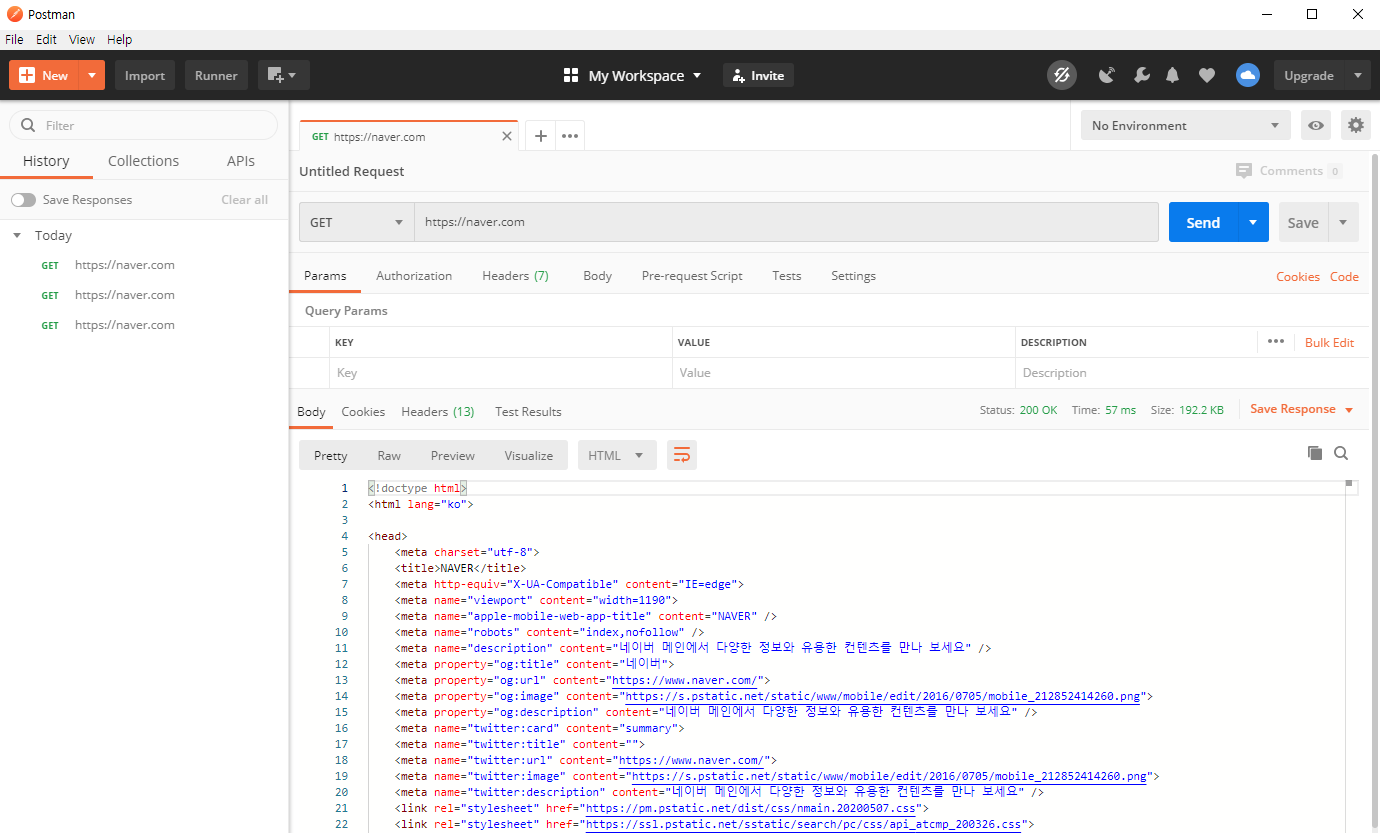 Postman
File Edit View Help
New Import Runner My Workspace Invite Upgrade
Filter
History Collections APIs
Save Responses Clear all
Today
GET https://naver.com
GET https://naver.com
GET https://naver.com
GET https://naver.com
No Environment
Untitled Request Comments 0
GET https://naver.com Send Save
Params Authorization Headers (7) Body Pre-request Script Tests Settings Cookies Code
Query Params
KEY VALUE DESCRIPTION Bulk Edit
Key Value Description
Body Cookies Headers (13) Test Results Status: 200 OK Time: 57 ms Size: 192.2 KB Save Response
Pretty Raw Preview Visualize HTML
1 <!doctype html>
2 <html lang="ko">
3
4 <head>
5 <meta charset="utf-8">
6 <title>NAVER</title>
7 <meta http-equiv="X-UA-Compatible" content="IE=edge">
8 <meta name="viewport" content="width=1190">
9 <meta name="apple-mobile-web-app-title" content="NAVER" />
10 <meta name="robots" content="index,nofollow" />
11 <meta name="description" content="네이버 메인에서 다양한 정보와 유용한 컨텐츠를 만나 보세요" />
12 <meta property="og:title" content="네이버">
13 <meta property="og:url" content="https://www.naver.com/">
14 <meta property="og:image" content="https://s.pstatic.net/static/www/mobile/edit/2016/0705/mobile_212852414260.png">
15 <meta property="og:description" content="네이버 메인에서 다양한 정보와 유용한 컨텐츠를 만나 보세요" />
16 <meta name="twitter:card" content="summary">
17 <meta name="twitter:title" content="">
18 <meta name="twitter:url" content="https://www.naver.com/">
19 <meta name="twitter:image" content="https://s.pstatic.net/static/www/mobile/edit/2016/0705/mobile_212852414260.png">
20 <meta name="twitter:description" content="네이버 메인에서 다양한 정보와 유용한 컨텐츠를 만나 보세요" />
21 <link rel="stylesheet" href="https://pm.pstatic.net/dist/css/nmain.20200507.css">
22 <link rel="stylesheet" href="https://ssl.pstatic.net/sstatic/search/pc/css/api_atcmp_200326.css">